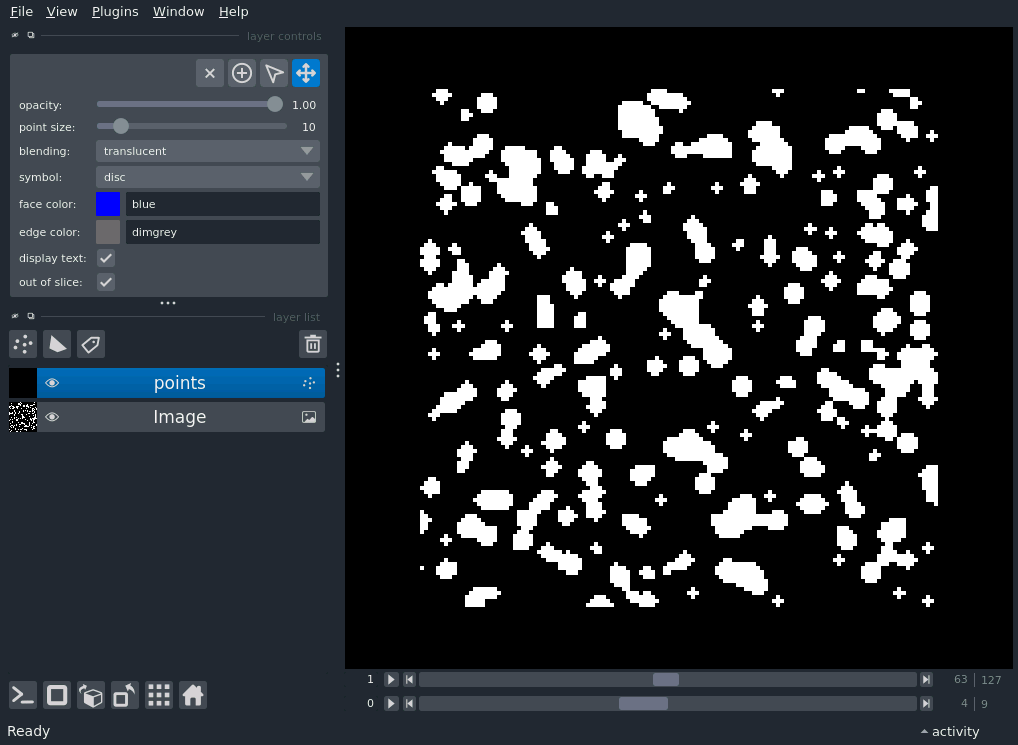 File View Plugins Window Help
layer controls
opacity: 1.00
point size: 10
blending: translucent
symbol: disc
face color: blue
edge color: dimgrey
display text:
out of slice:
layer list
points
Image
1 63 127
0 4 9
Ready activity